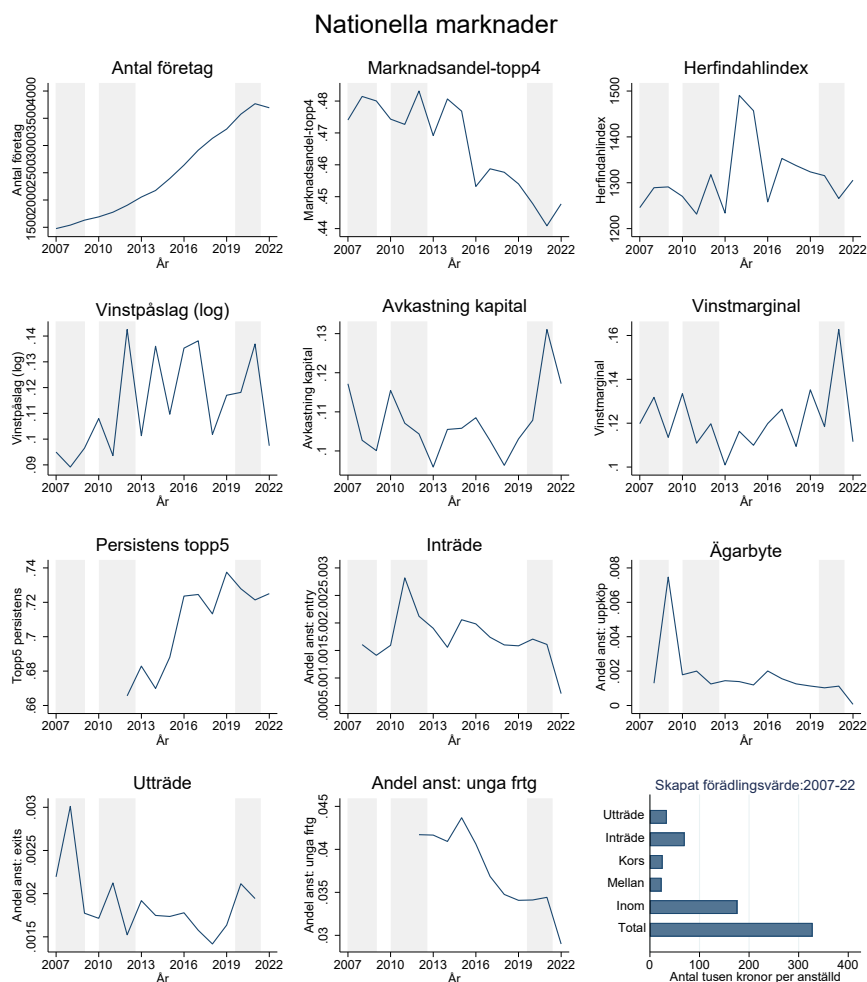 Nationella marknader
Antal företag
Antal företag
1500 2000 2500 3000 3500 4000
2007 2010 2013 2016 2019 2022
År
Marknadsandel-topp4
Marknadsandel-topp4
.44 .45 .46 .47 .48
2007 2010 2013 2016 2019 2022
År
Herfindahlindex
Herfindahlindex
1200 1300 1400 1500
2007 2010 2013 2016 2019 2022
År
Vinstpåslag (log)
Vinstpåslag (log)
.09 .1 .11 .12 .13 .14
2007 2010 2013 2016 2019 2022
År
Avkastning kapital
Avkastning kapital
.1 .11 .12 .13
2007 2010 2013 2016 2019 2022
År
Vinstmarginal
Vinstmarginal
.1 .12 .14 .16
2007 2010 2013 2016 2019 2022
År
Persistens topp5
Topp5 persistens
.66 .68 .7 .72 .74
2007 2010 2013 2016 2019 2022
År
Inträde
Andel anst: entry
.0005 .001 .0015 .002 .0025 .003
2007 2010 2013 2016 2019 2022
År
Ägarbyte
Andel anst: uppköp
0 .002 .004 .006 .008
2007 2010 2013 2016 2019 2022
År
Utträde
Andel anst: exits
.0015 .002 .0025 .003
2007 2010 2013 2016 2019 2022
År
Andel anst: unga frtg
Andel anst: unga frtg
.03 .035 .04 .045
2007 2010 2013 2016 2019 2022
År
Skapat förädlingsvärde:2007-22
Utträde
Inträde
Kors
Mellan
Inom
Total
0 100 200 300 400
Antal tusen kronor per anställd